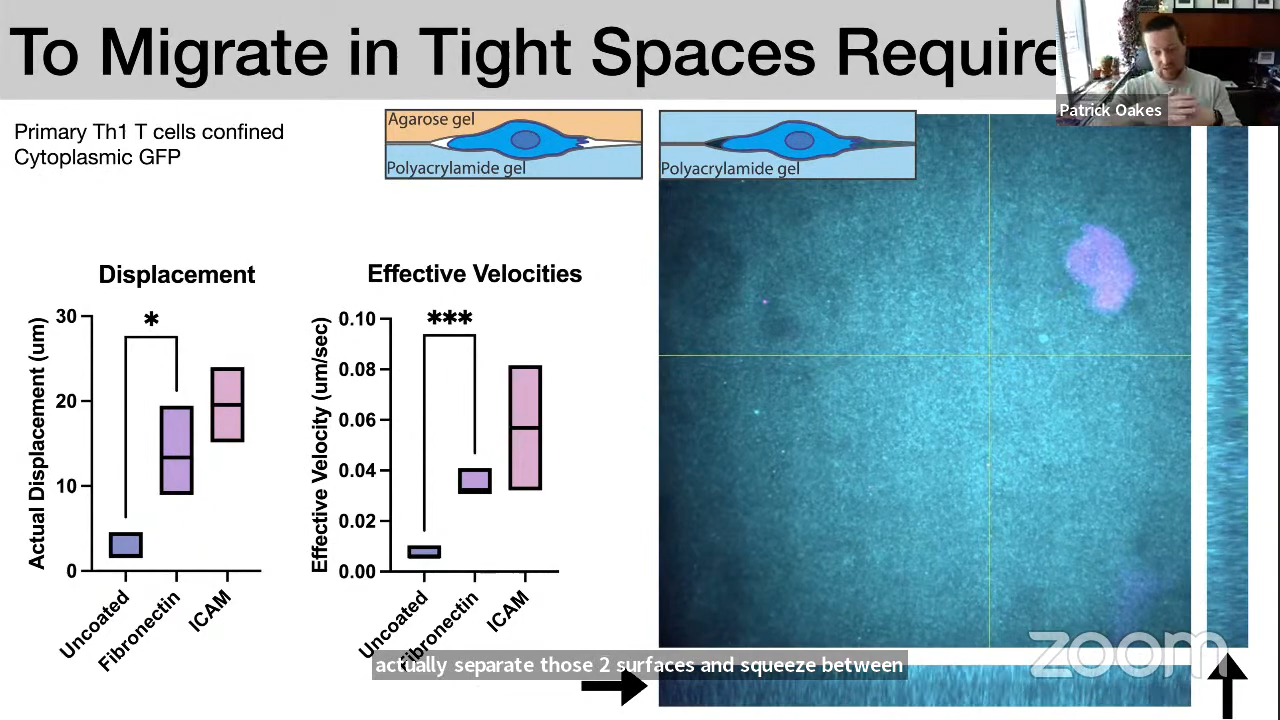 To Migrate in Tight Spaces Require
Patrick Oakes
Primary Th1 T cells confined
Cytoplasmic GFP
Agarose gel
Polyacrylamide gel
Polyacrylamide gel
Displacement
Actual Displacement (um)
30
20
10
0
*
Uncoated
Fibronectin
ICAM
Effective Velocities
Effective Velocity (um/sec)
0.10
0.08
0.06
0.04
0.02
0.00
***
Uncoated
Fibronectin
ICAM
actually separate those 2 surfaces and squeeze between
zoom